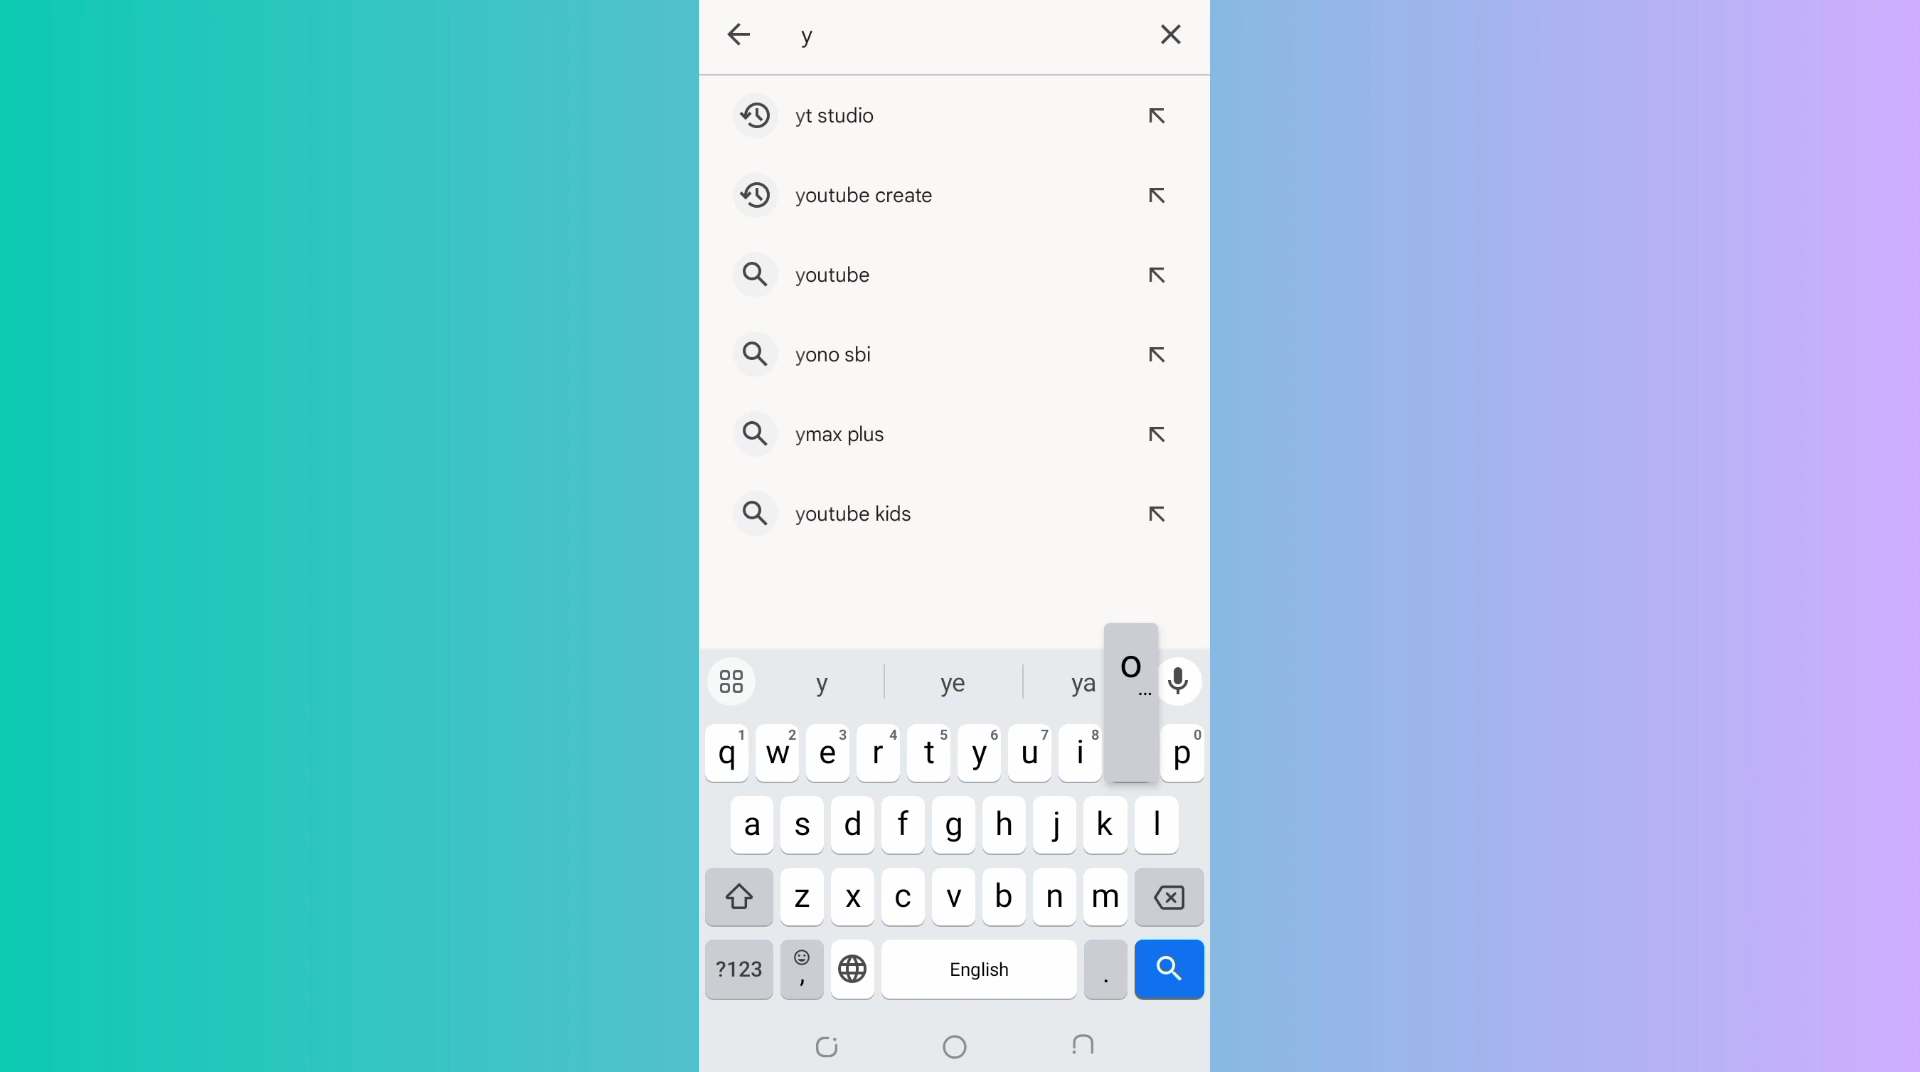 y
yt studio
youtube create
youtube
yono sbi
ymax plus
youtube kids
y ye ya
o ...
q 1 w 2 e 3 r 4 t 5 y 6 u 7 i 8 p 0
a s d f g h j k l
z x c v b n m
?123 , English .